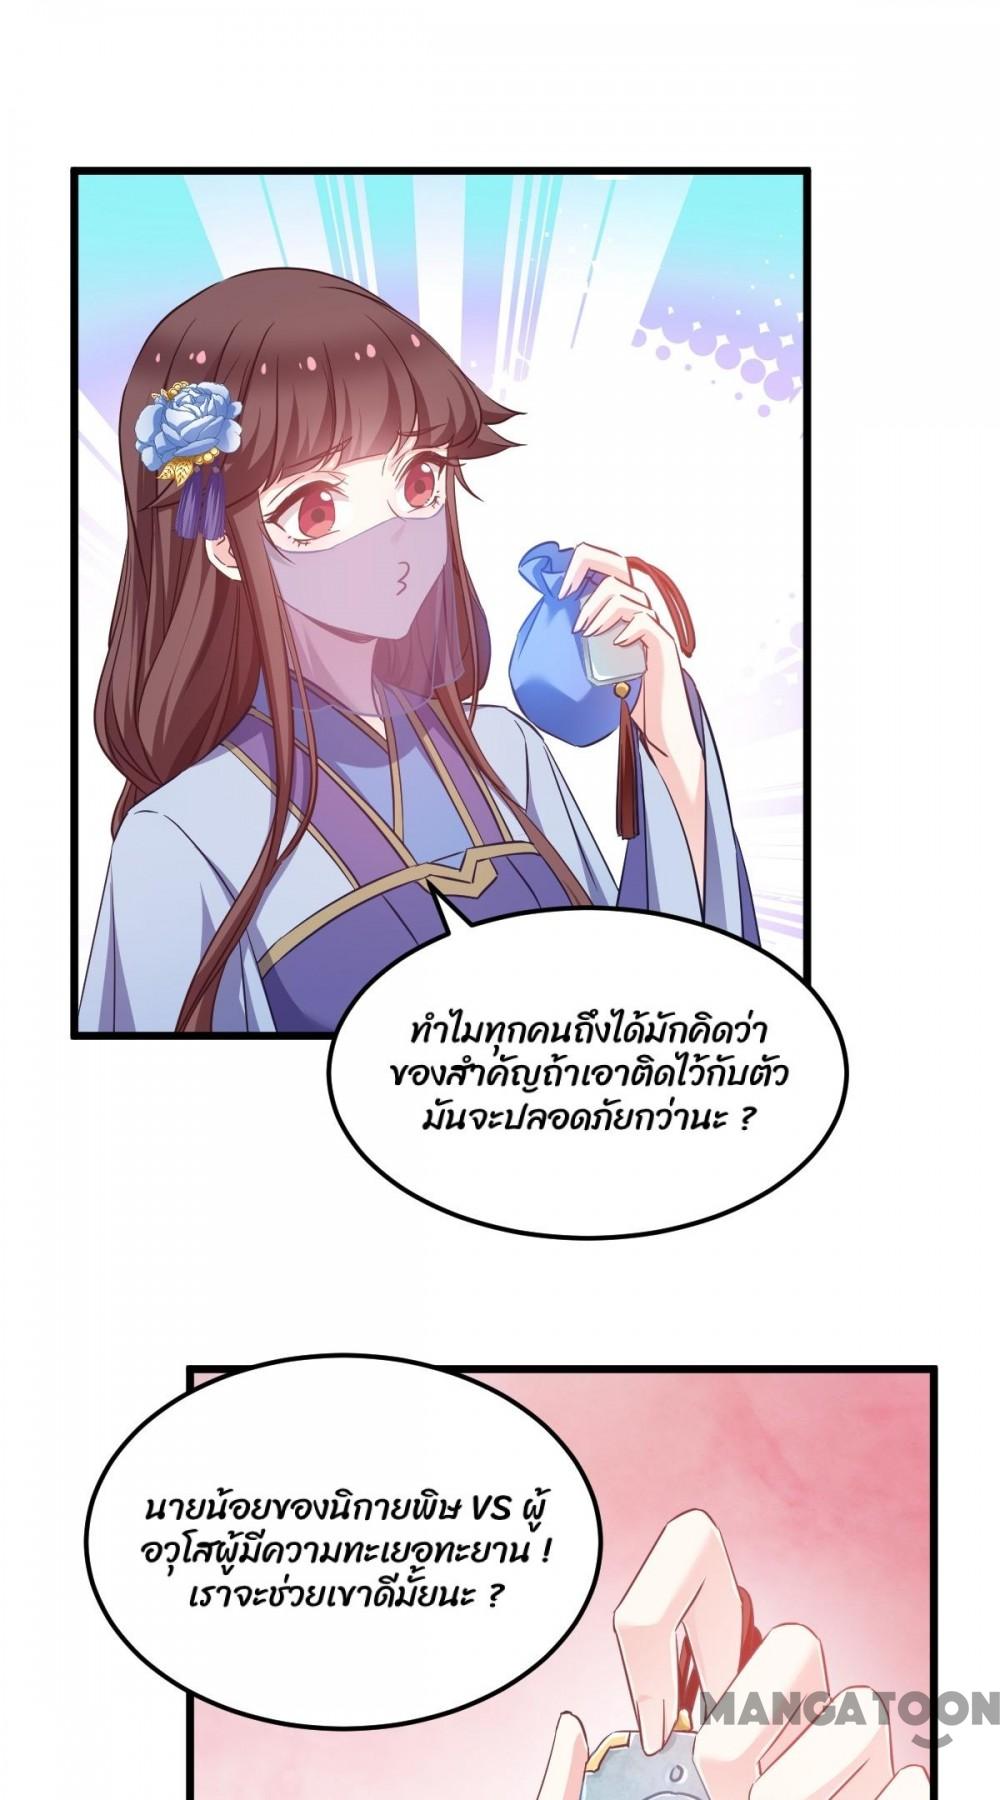 ทำไมทุกคนถึงได้มักคิดว่า
ของสำคัญถ้าเอาติดไว้กับตัว
มันจะปลอดภัยกว่านะ ?
นายน้อยของนิกายพิษ VS ผู้
อวุโสผู้มีความทะเยอทะยาน !
เราจะช่วยเขาดีมั้ยนะ ?
MANGATOON